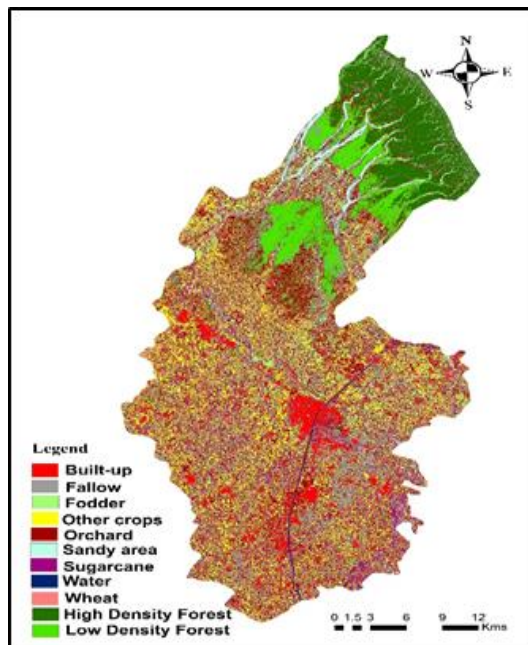 N
W E
S
Legend
Built-up
Fallow
Fodder
Other crops
Orchard
Sandy area
Sugarcane
Water
Wheat
High Density Forest
Low Density Forest
0 1.5 3 6 9 12
Kms